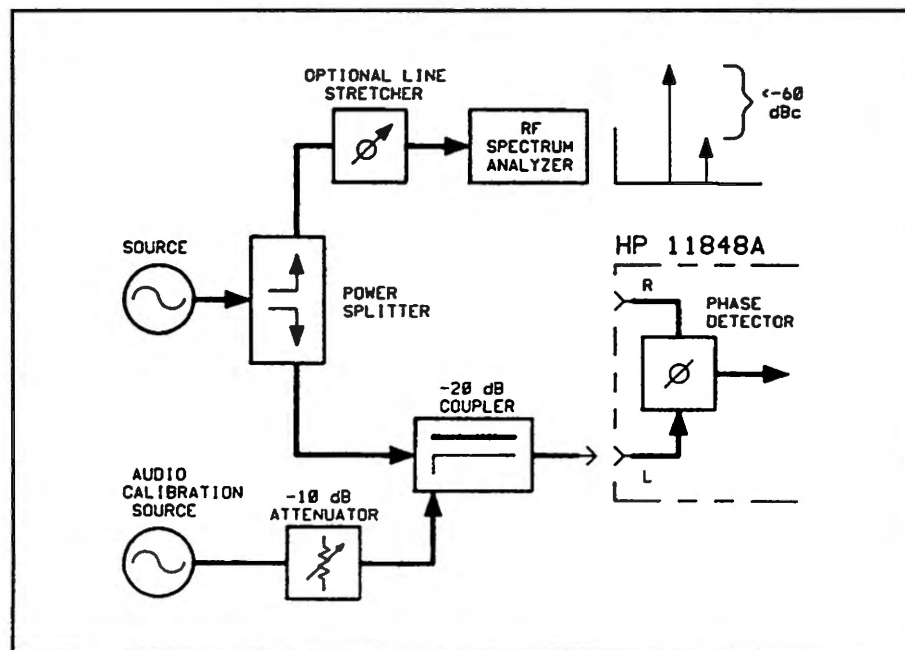 OPTIONAL LINE
STRETCHER
RF
SPECTRUM
ANALYZER
<-60
dBc
HP 11848A
SOURCE
R
PHASE
DETECTOR
POWER
SPLITTER
-20 dB
COUPLER
L
AUDIO
CALIBRATION
SOURCE
-10 dB
ATTENUATOR